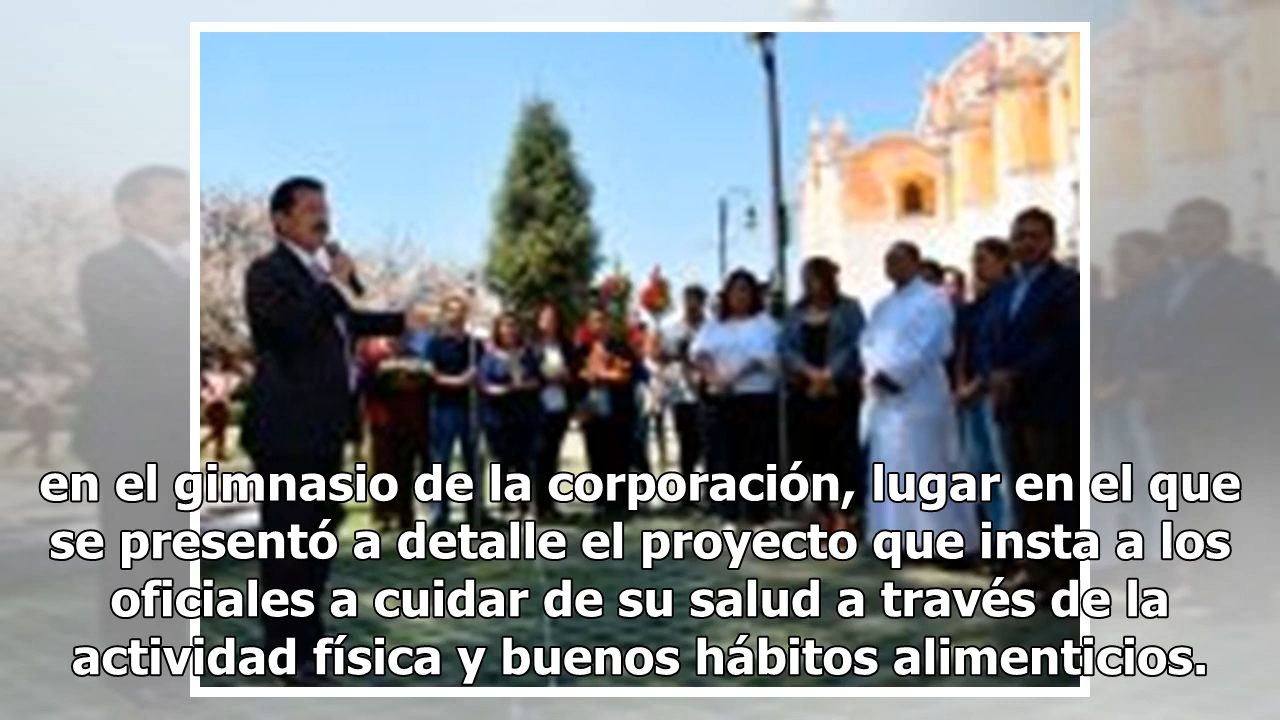 en el gimnasio de la corporación, lugar en el que
se presentó a detalle el proyecto que insta a los
oficiales a cuidar de su salud a través de la
actividad física y buenos hábitos alimenticios.